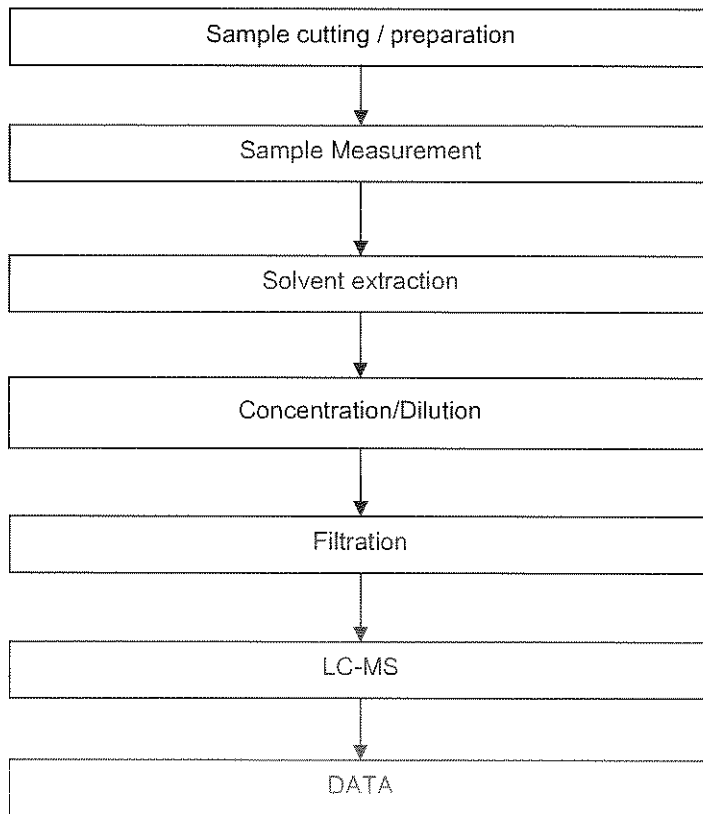 Sample cutting / preparation
Sample Measurement
Solvent extraction
Concentration/Dilution
Filtration
LC-MS
DATA